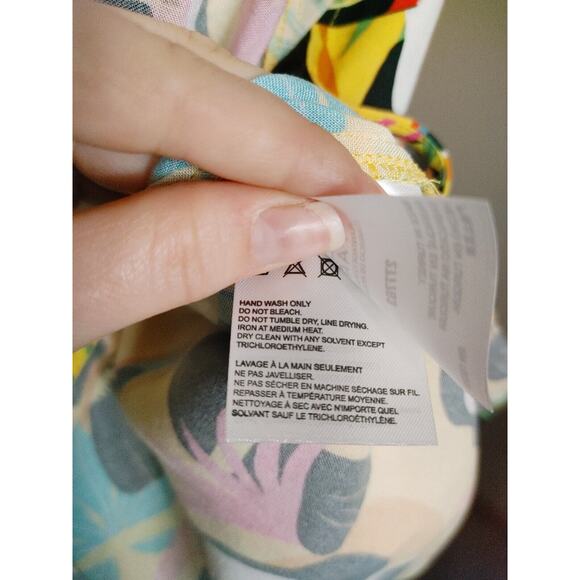 HAND WASH ONLY
DO NOT BLEACH.
DO NOT TUMBLE DRY, LINE DRYING.
IRON AT MEDIUM HEAT.
DRY CLEAN WITH ANY SOLVENT EXCEPT
TRICHLOROETHYLENE.
LAVAGE À LA MAIN SEULEMENT
NE PAS JAVELLISER.
NE PAS SÉCHER EN MACHINE SÉCHAGE SUR FIL.
REPASSER À TEMPÉRATURE MOYENNE.
NETTOYAGE À SEC AVEC N'IMPORTE QUEL
SOLVANT SAUF LE TRICHLOROÉTHYLÈNE.